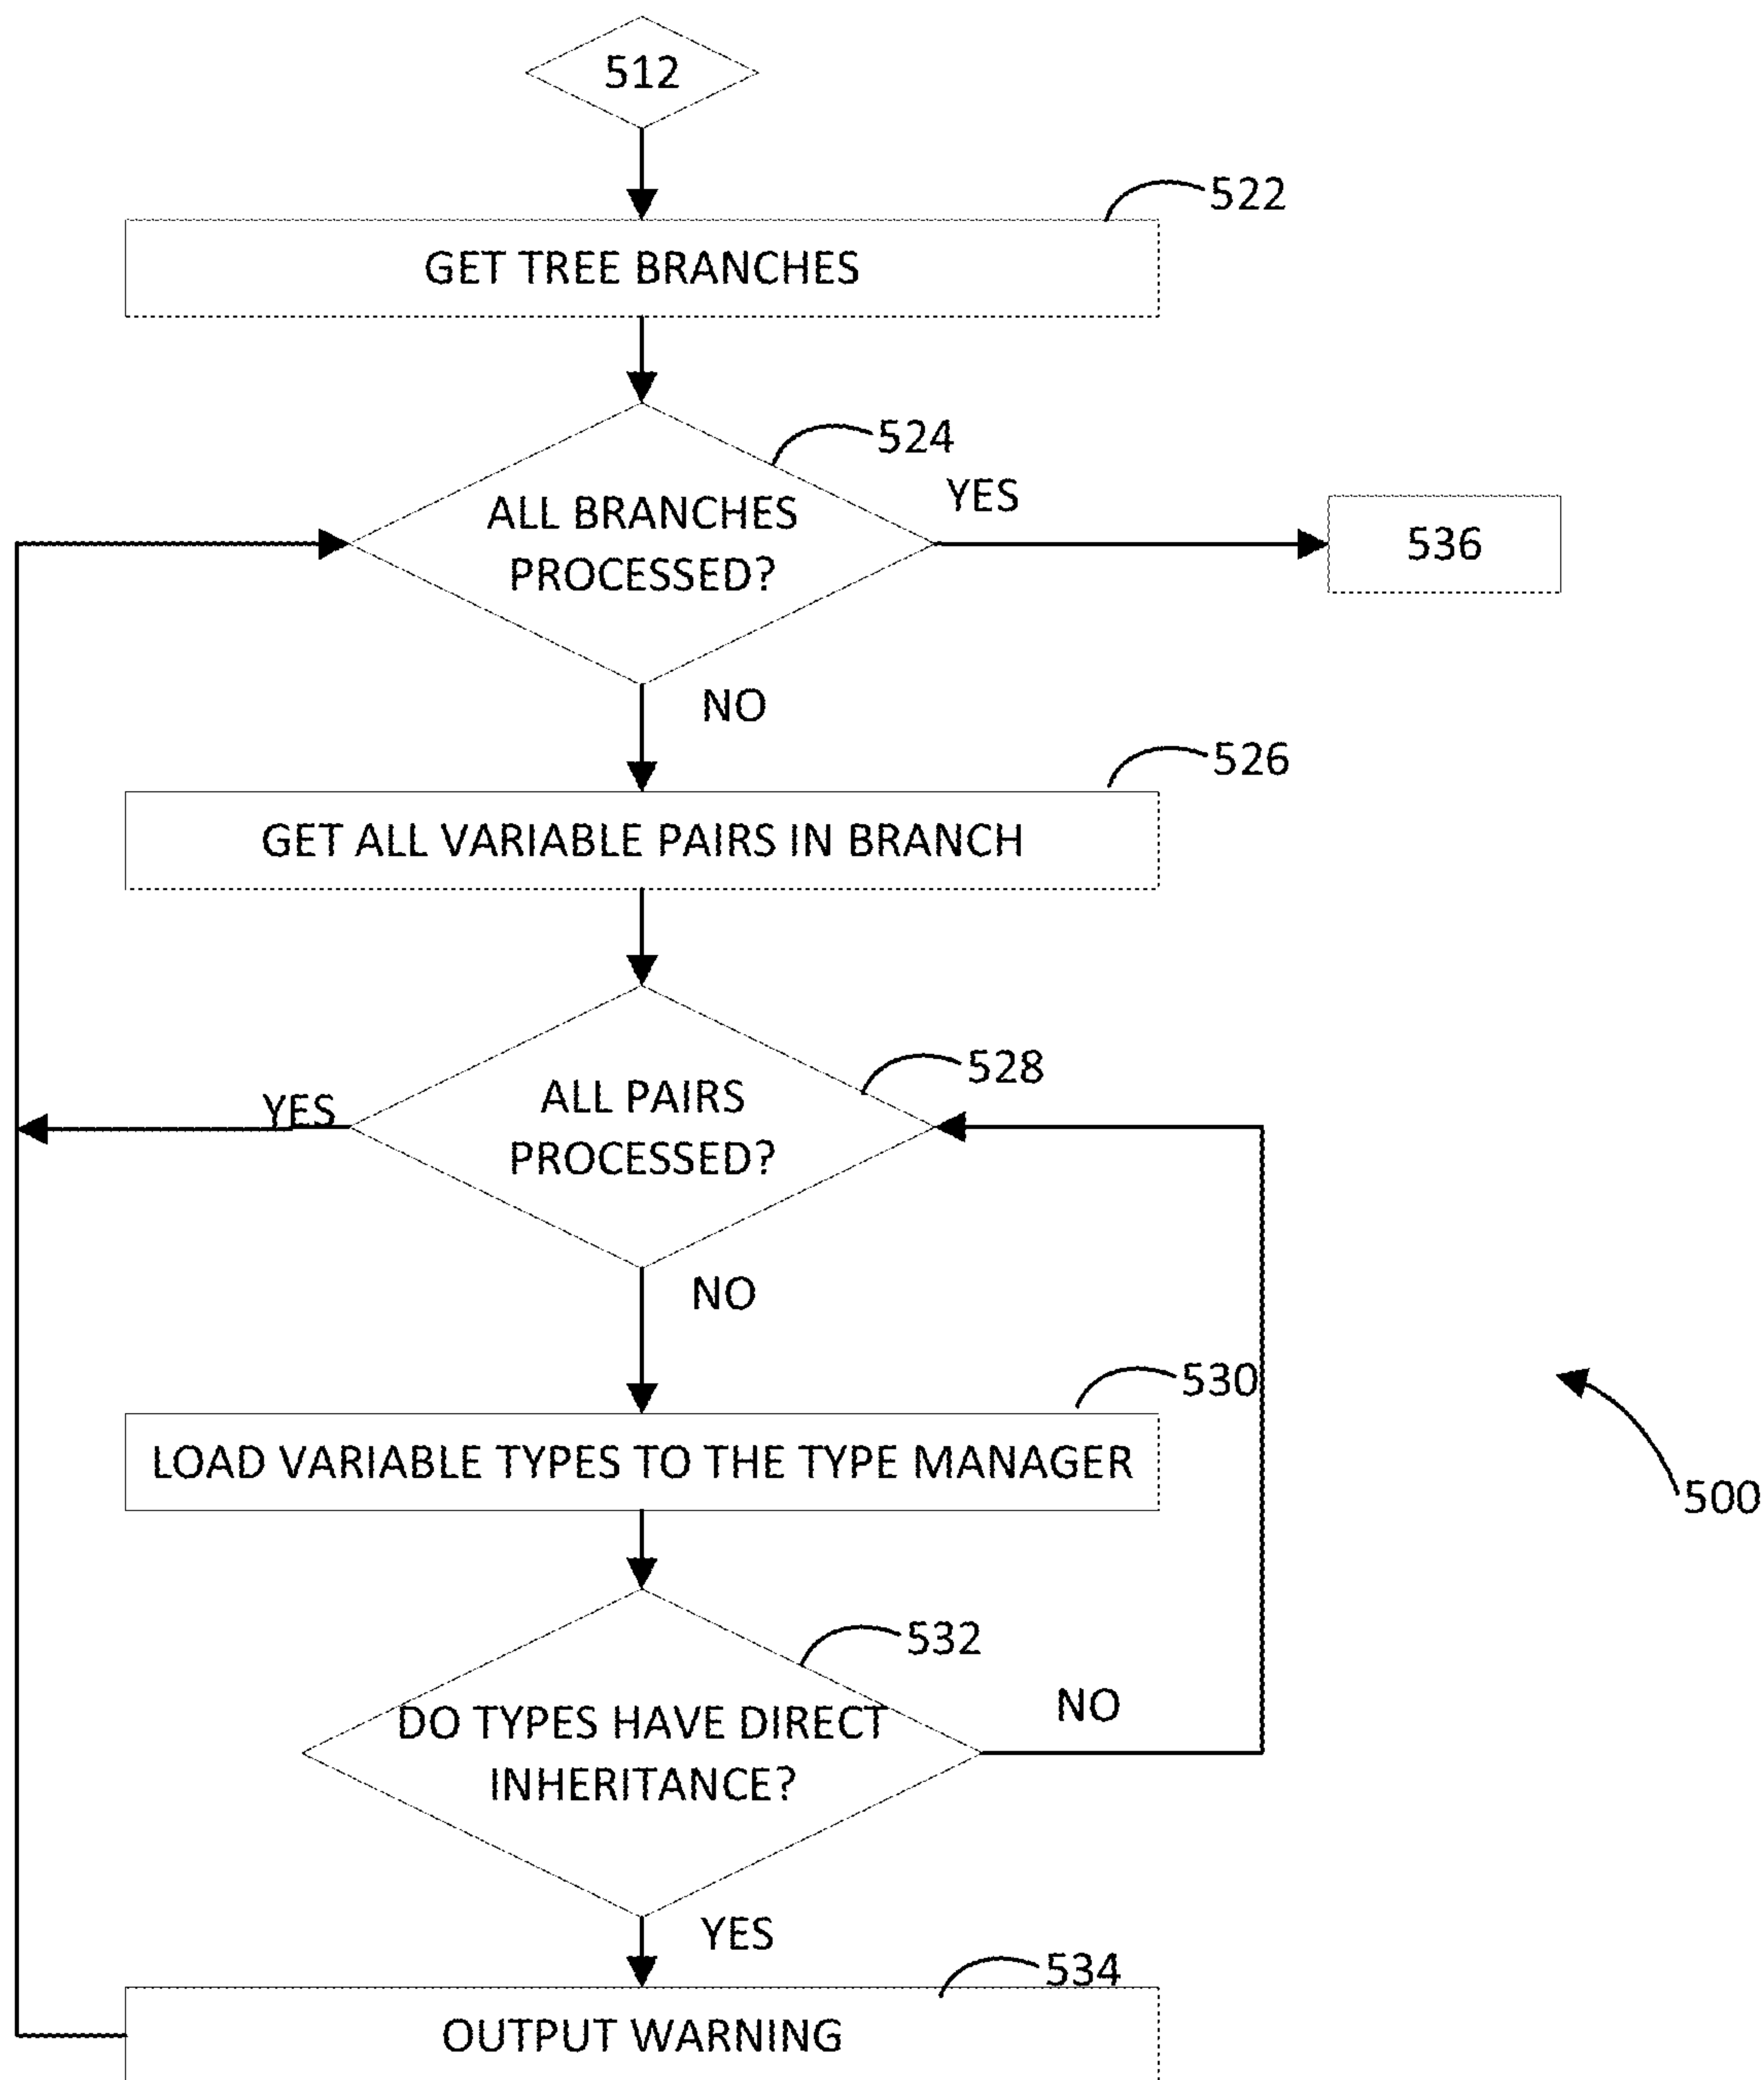 512
522
GET TREE BRANCHES
524
YES
ALL BRANCHES
PROCESSED?
536
NO
526
GET ALL VARIABLE PAIRS IN BRANCH
528
YES
ALL PAIRS
PROCESSED?
NO
530
LOAD VARIABLE TYPES TO THE TYPE MANAGER
500
532
NO
DO TYPES HAVE DIRECT
INHERITANCE?
YES
534
OUTPUT WARNING